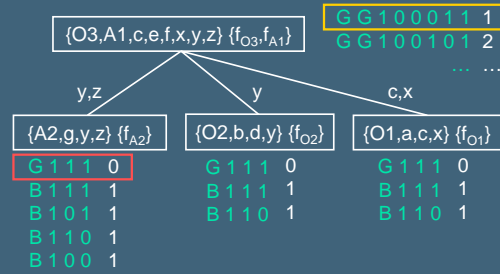 G G 1 0 0 0 1 1 1
{O3,A1,c,e,f,x,y,z} {fO3,fA1}
G G 1 0 0 1 0 1 2
... ...
y,z y c,x
{A2,g,y,z} {fA2} {O2,b,d,y} {fO2} {O1,a,c,x} {fO1}
G 1 1 1 0 G 1 1 1 0 G 1 1 1 0
B 1 1 1 1 B 1 1 1 1 B 1 1 1 1
B 1 0 1 1 B 1 1 0 1 B 1 1 0 1
B 1 1 0 1
B 1 0 0 1